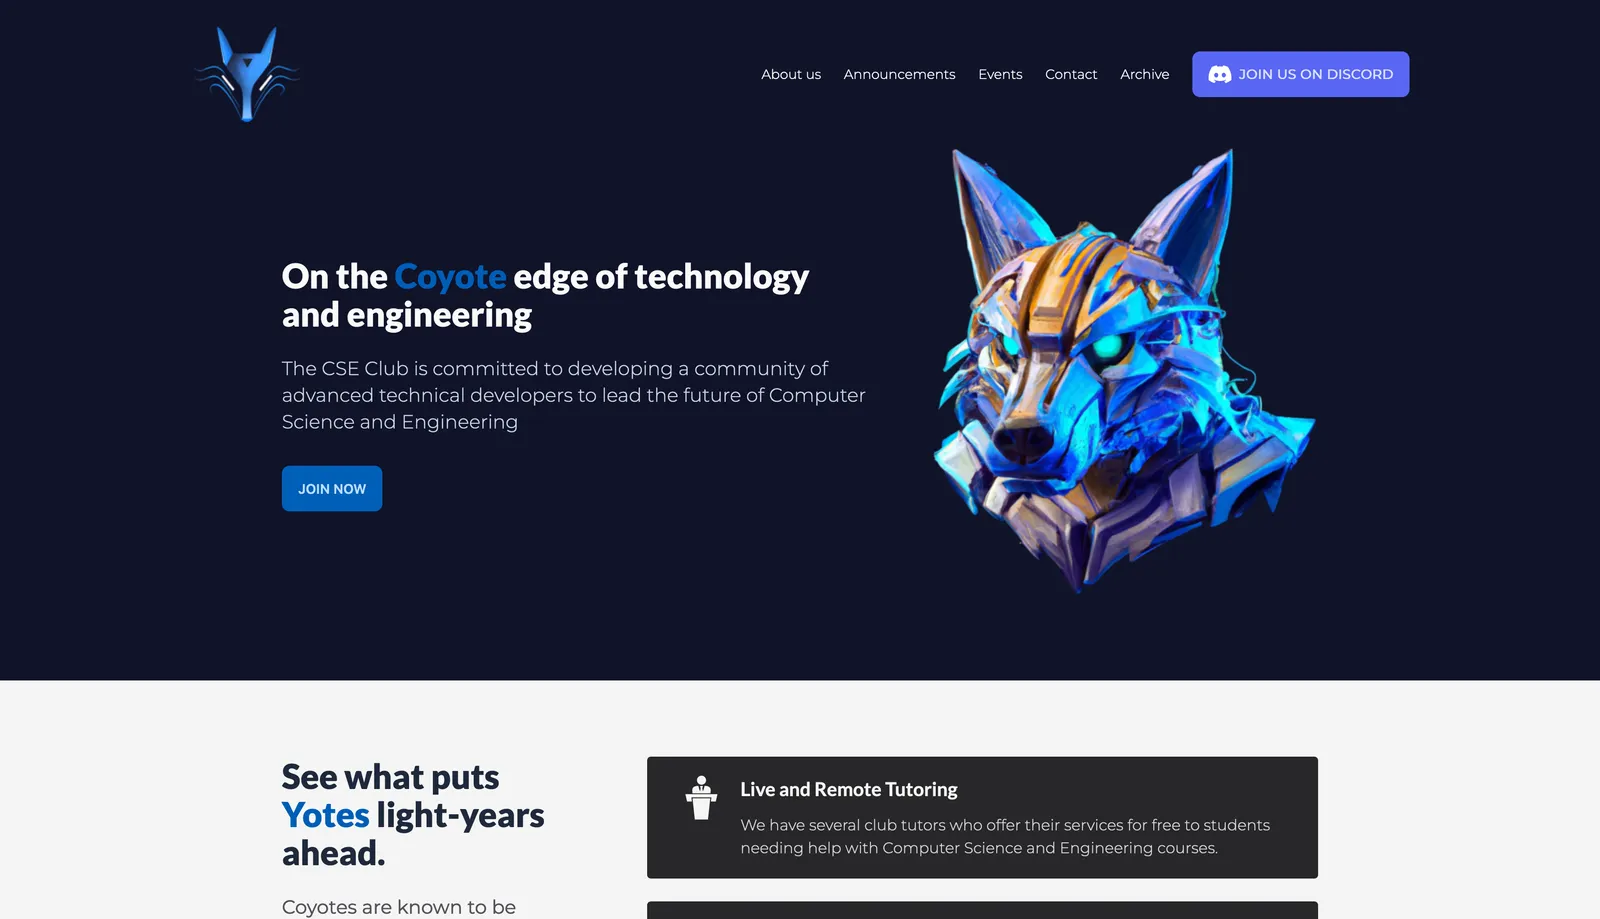 About us
Announcements
Events
Contact
Archive
JOIN US ON DISCORD
On the Coyote edge of technology
and engineering
The CSE Club is committed to developing a community of
advanced technical developers to lead the future of Computer
Science and Engineering
JOIN NOW
See what puts
Yotes light-years
ahead.
Coyotes are known to be
Live and Remote Tutoring
We have several club tutors who offer their services for free to students
needing help with Computer Science and Engineering courses.